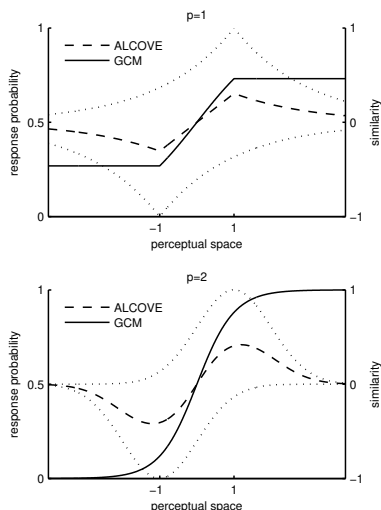 p=1
1
1
ALCOVE
GCM
response probability
0.5
0
similarity
0
−1
−1
1
perceptual space
p=2
1
1
ALCOVE
GCM
response probability
0.5
0
similarity
0
−1
−1
1
perceptual space